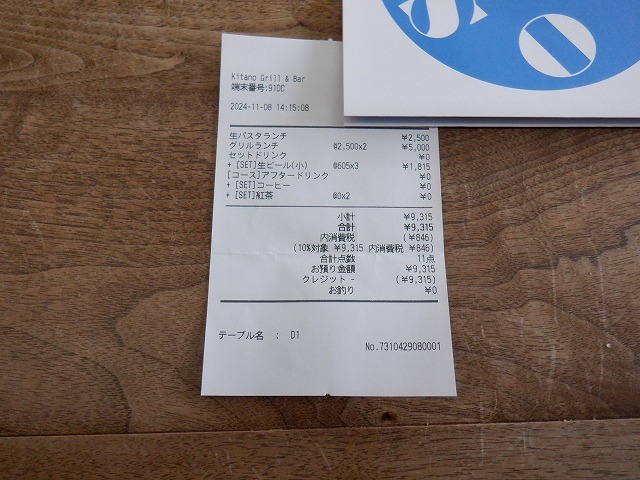 S O
Kitano Grill & Bar
端末番号:91DC
2024-11-08 14:15:08
生パスタランチ ¥2,500
グリルランチ @2,500x2 ¥5,000
セットドリンク ¥0
+ [SET]生ビール(小) @605x3 ¥1,815
[コース]アフタードリンク ¥0
+ [SET]コーヒー ¥0
+ [SET]紅茶 @0x2 ¥0
小計 ¥9,315
合計 ¥9,315
内消費税 (¥846)
(10%対象 ¥9,315 内消費税 ¥846)
合計点数 11点
お預り金額 ¥9,315
クレジット - (¥9,315)
お釣り ¥0
テーブル名 : D1
No.7310429080001